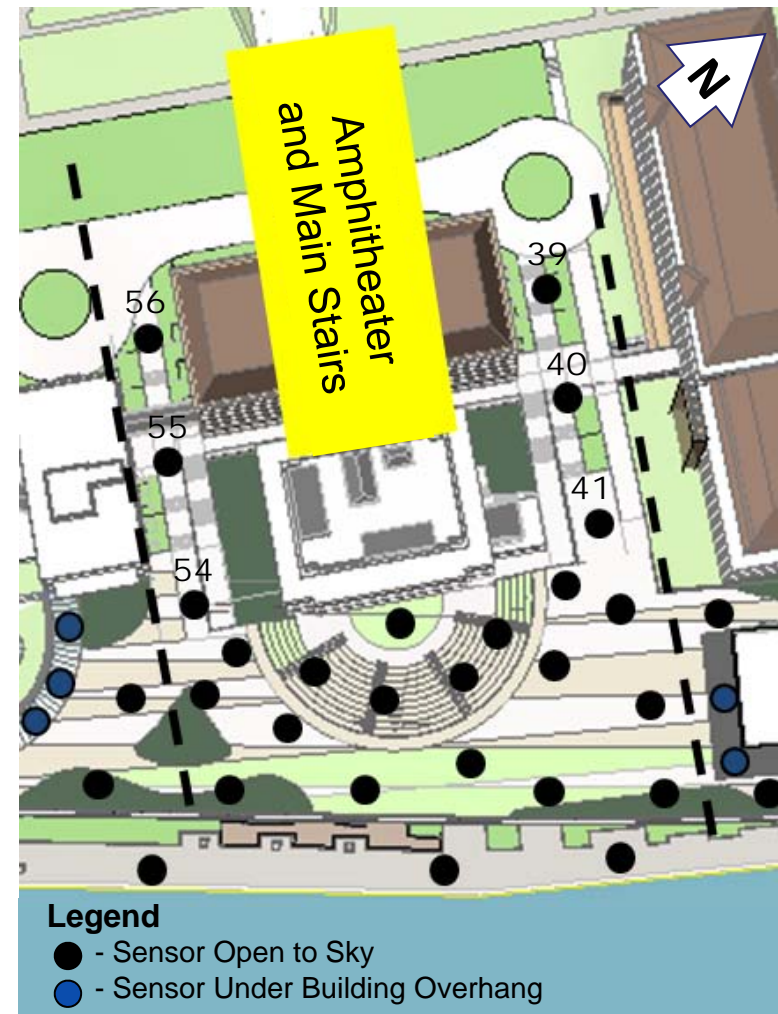 N
Amphitheater
and Main Stairs
39
56
40
55
41
54
Legend
- Sensor Open to Sky
- Sensor Under Building Overhang